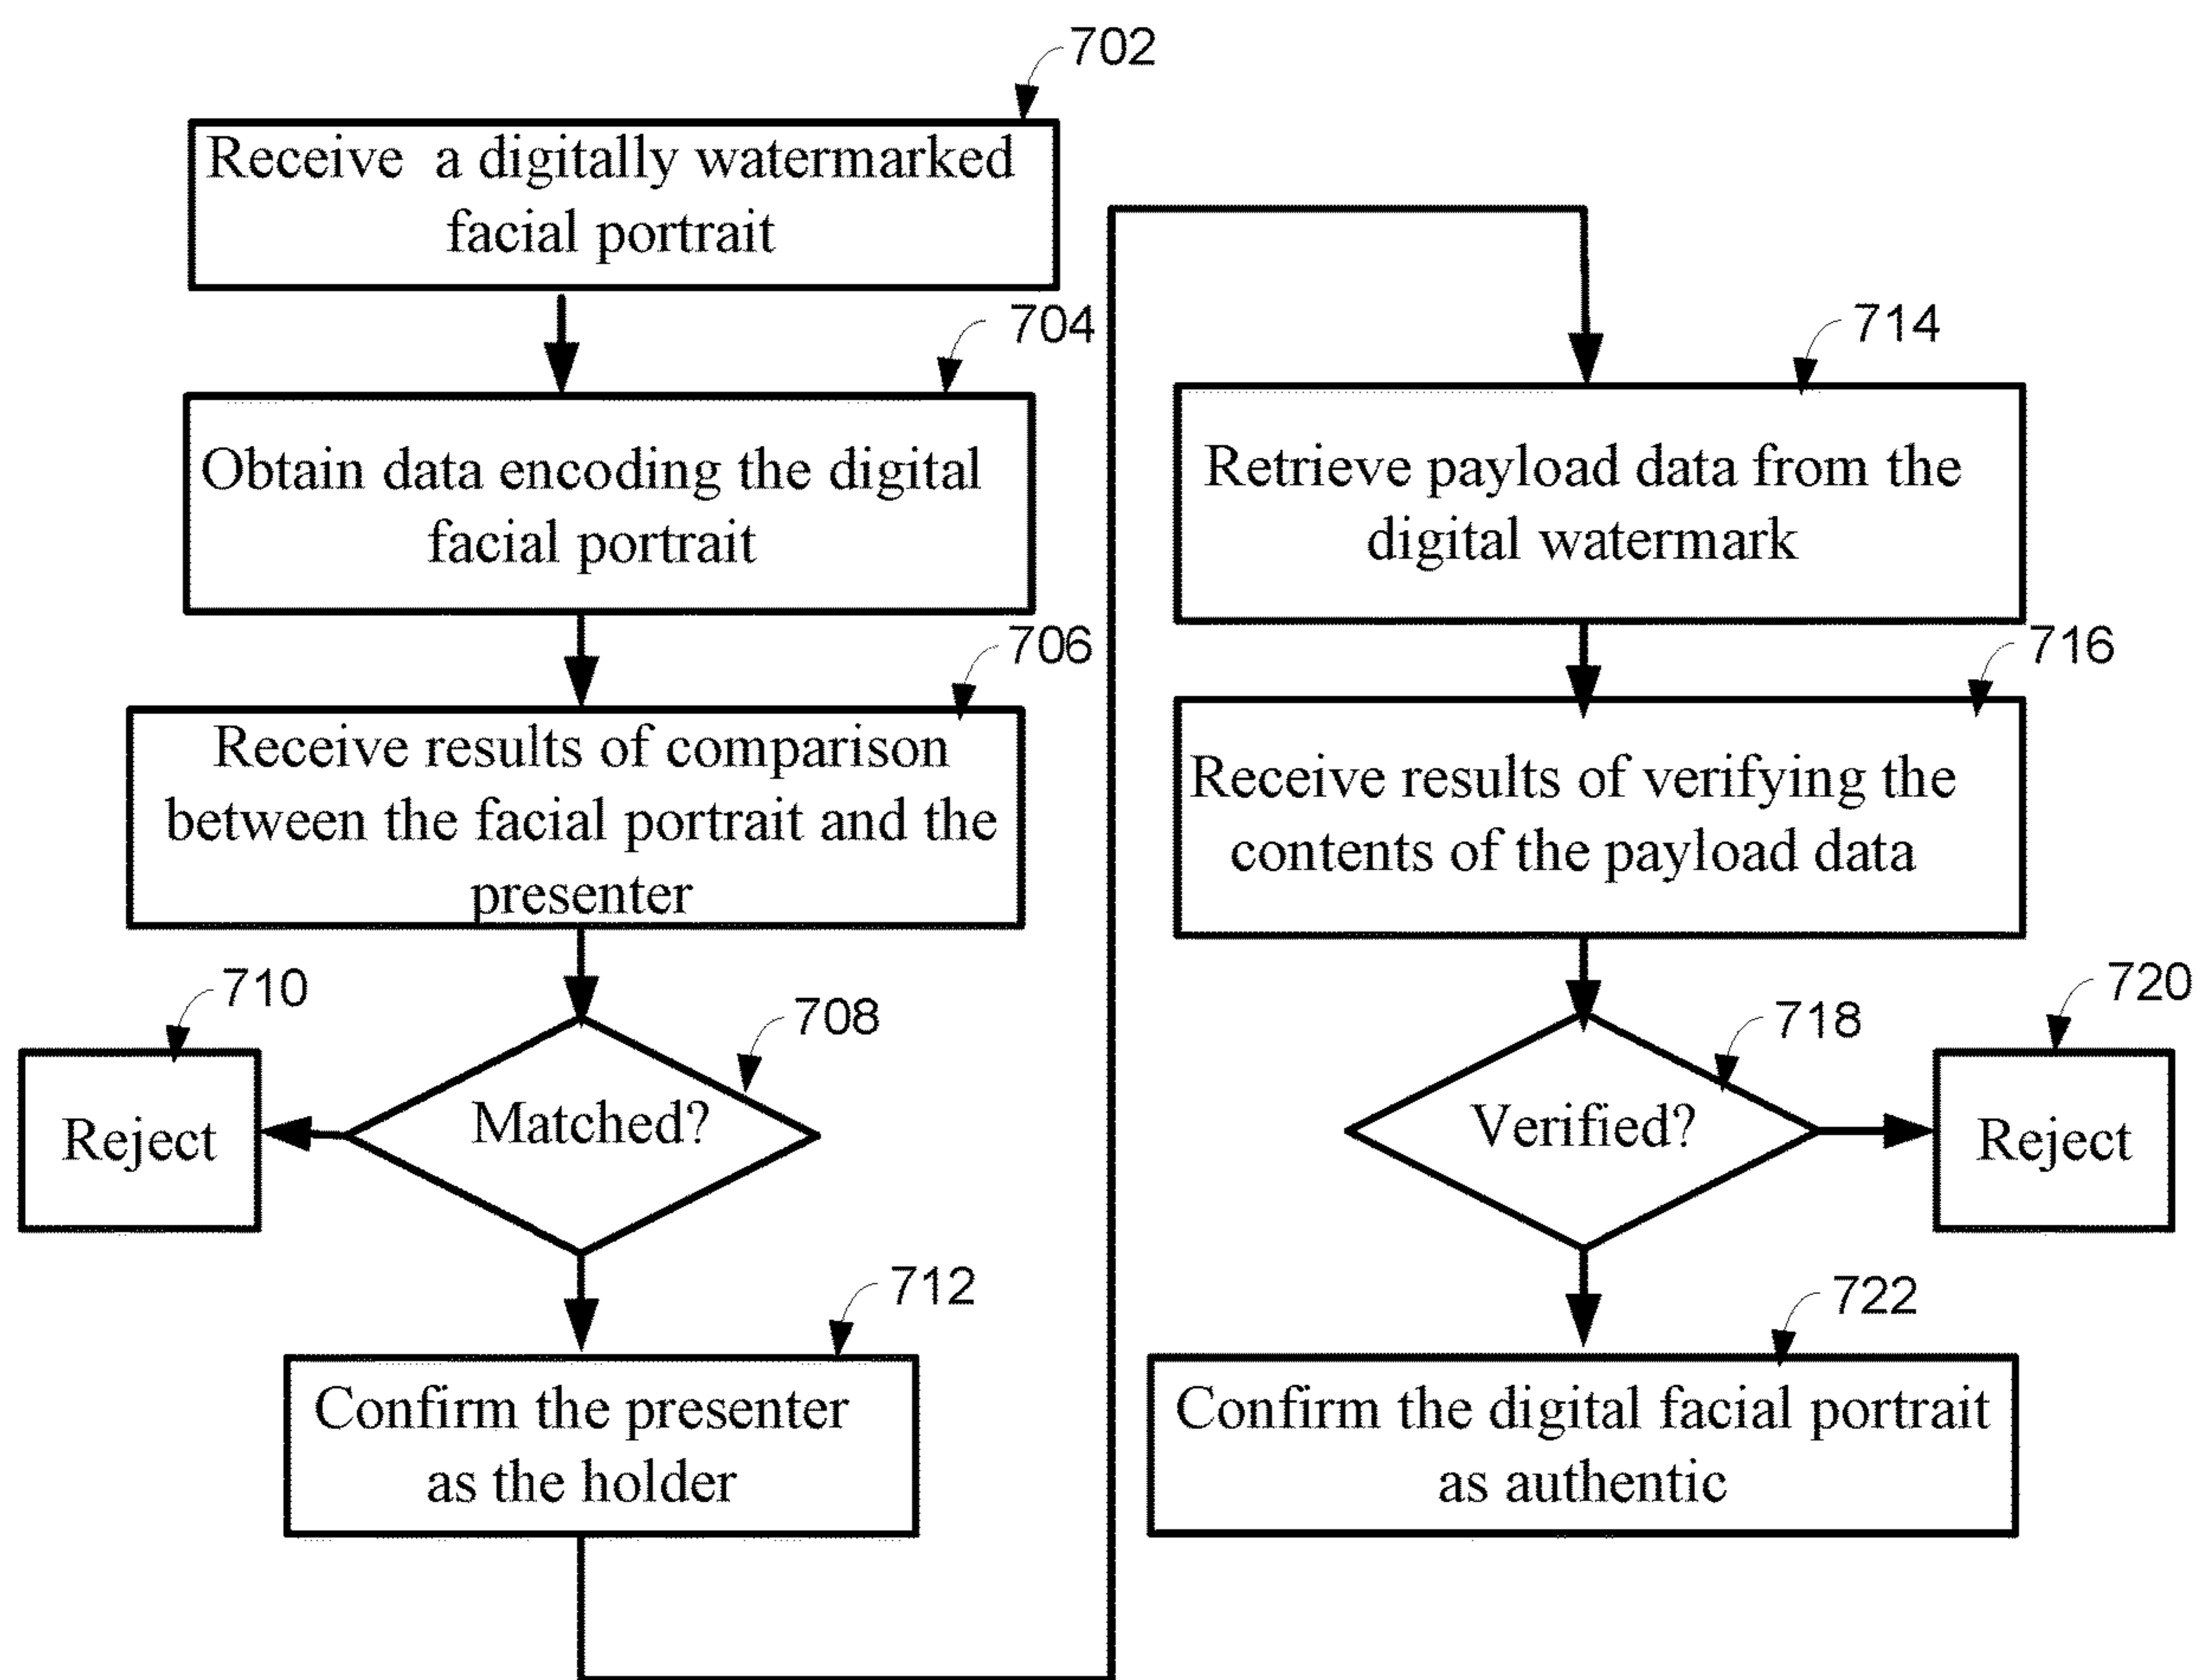 702
Receive a digitally watermarked
facial portrait
704
Obtain data encoding the digital
facial portrait
706
Receive results of comparison
between the facial portrait and the
presenter
708
Matched?
710
Reject
712
Confirm the presenter
as the holder
714
Retrieve payload data from the
digital watermark
716
Receive results of verifying the
contents of the payload data
718
Verified?
720
Reject
722
Confirm the digital facial portrait
as authentic